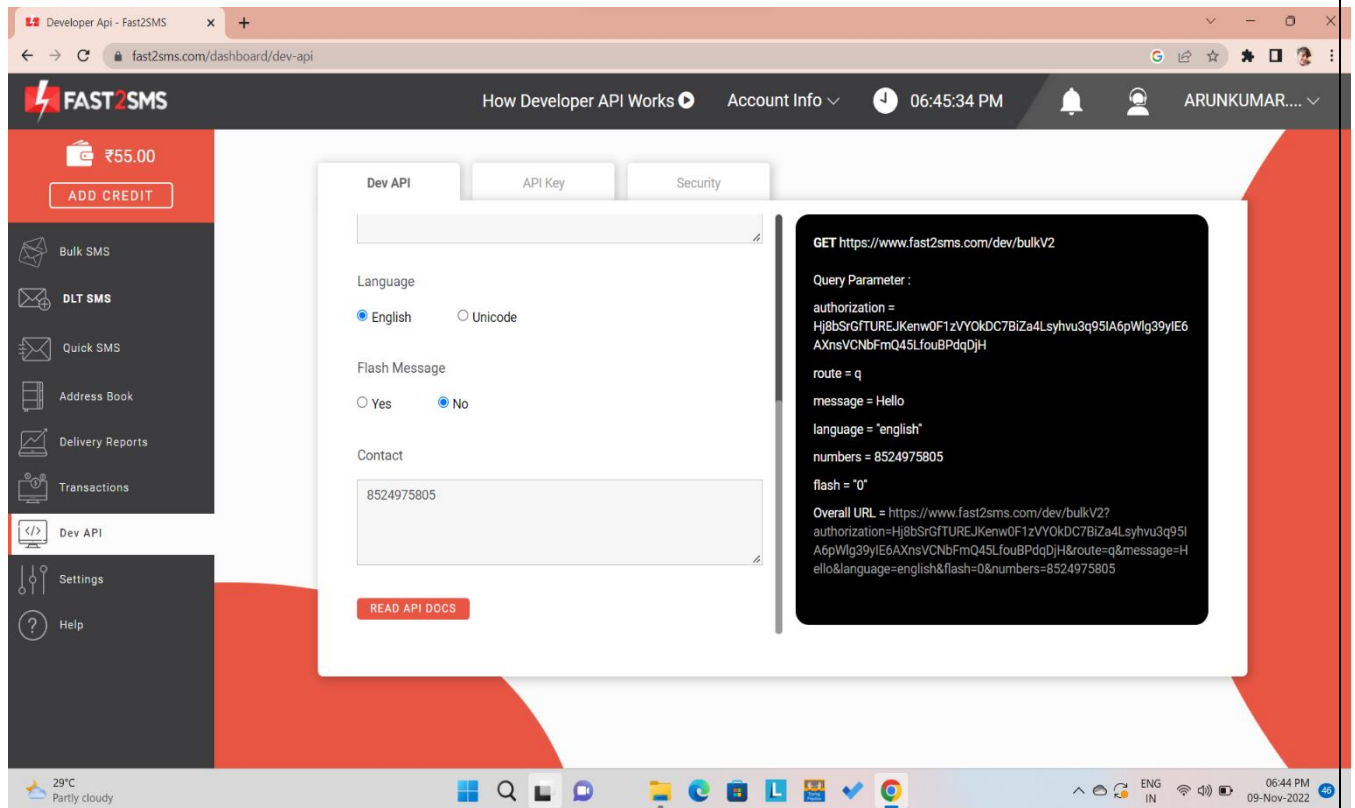 Developer Api - Fast2SMS
fast2sms.com/dashboard/dev-api
FAST2SMS
How Developer API Works
Account Info
06:45:34 PM
ARUNKUMAR....
₹55.00
ADD CREDIT
Bulk SMS
DLT SMS
Quick SMS
Address Book
Delivery Reports
Transactions
Dev API
Settings
Help
Dev API
API Key
Security
Language
English
Unicode
Flash Message
Yes
No
Contact
8524975805
READ API DOCS
GET https://www.fast2sms.com/dev/bulkV2
Query Parameter :
authorization =
Hj8bSrGfTUREJKenw0F1zVYOkDC7BiZa4Lsyhvu3q95IA6pWlg39yIE6
AXnsVCNbFmQ45LfouBPdqDjH
route = q
message = Hello
language = "english"
numbers = 8524975805
flash = "0"
Overall URL = https://www.fast2sms.com/dev/bulkV2?
authorization=Hj8bSrGfTUREJKenw0F1zVYOkDC7BiZa4Lsyhvu3q95I
A6pWlg39yIE6AXnsVCNbFmQ45LfouBPdqDjH&route=q&message=H
ello&language=english&flash=0&numbers=8524975805
29°C
Partly cloudy
ENG
IN
06:44 PM
09-Nov-2022
46